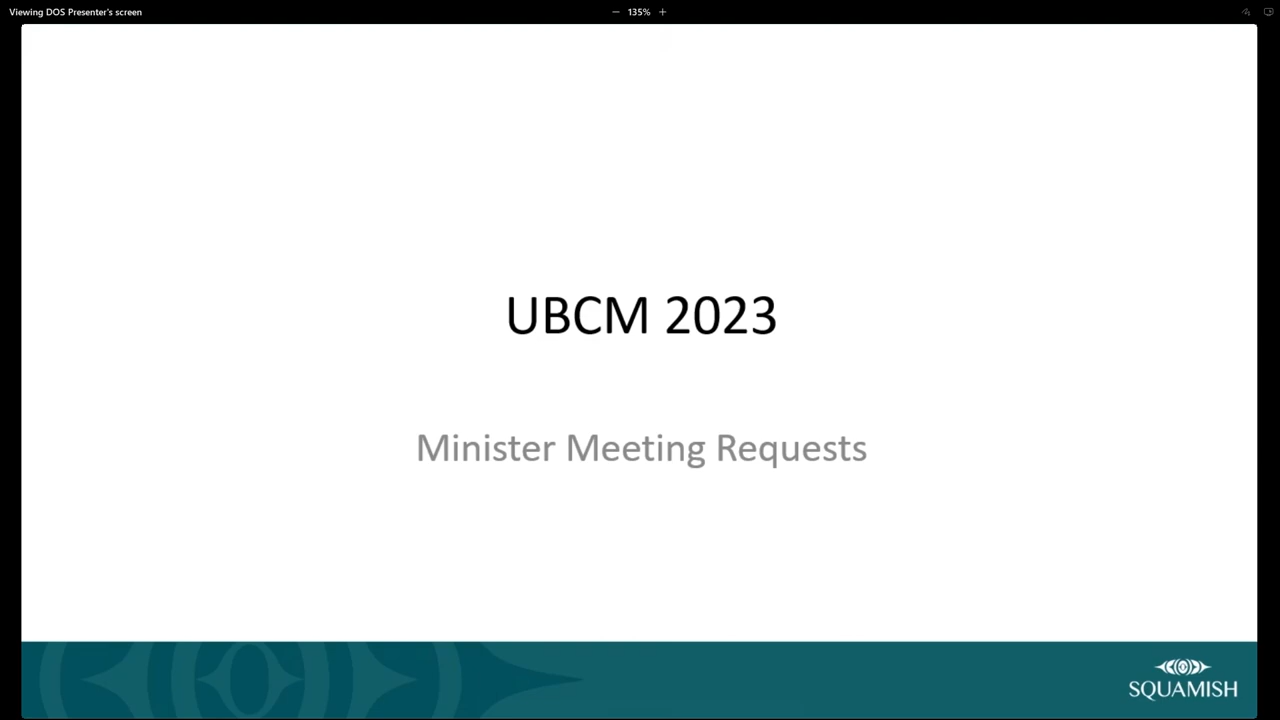 Viewing DOS Presenter's screen
− 135% +
UBCM 2023
Minister Meeting Requests
SQUAMISH